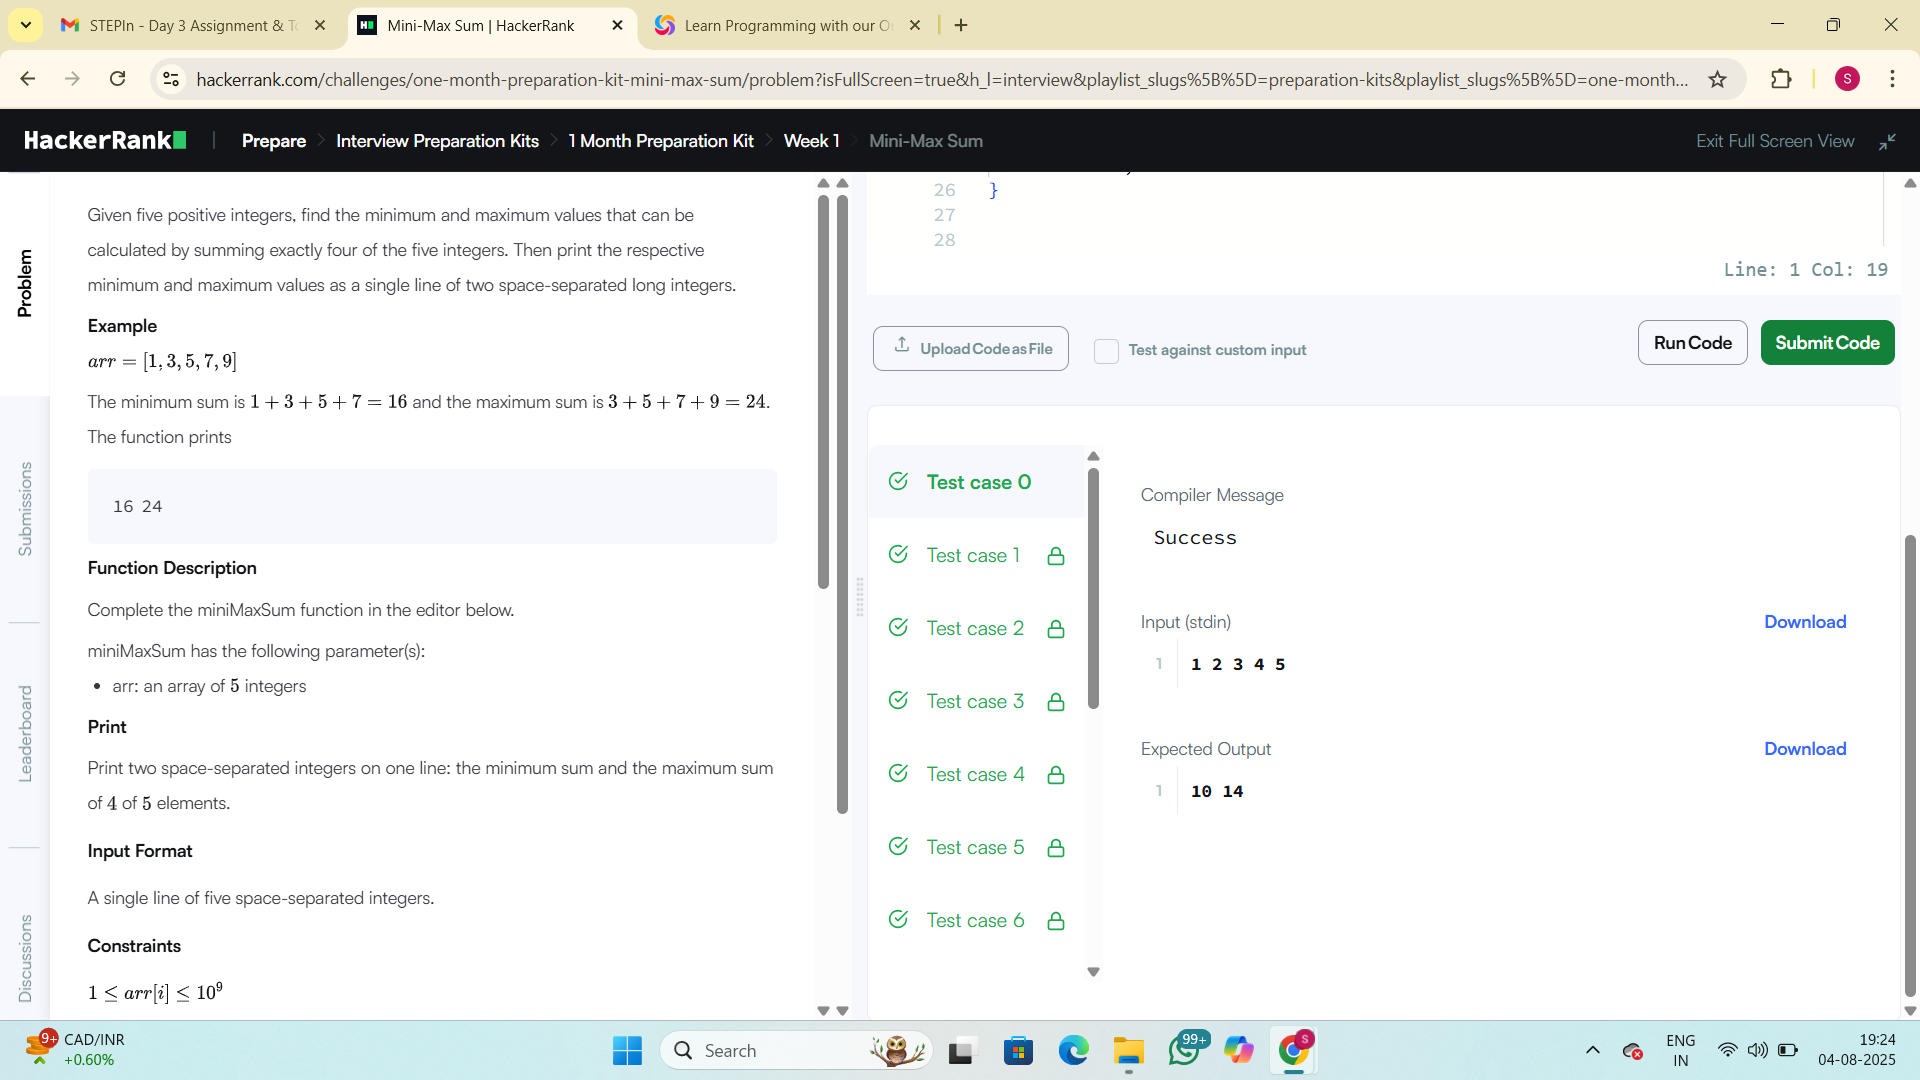 STEPIn - Day 3 Assignment & To
Mini-Max Sum | HackerRank
Learn Programming with our O
hackerrank.com/challenges/one-month-preparation-kit-mini-max-sum/problem?isFullScreen=true&h_l=interview&playlist_slugs%5B%5D=preparation-kits&playlist_slugs%5B%5D=one-month...
S
HackerRank
Prepare
Interview Preparation Kits
1 Month Preparation Kit
Week 1
Mini-Max Sum
Exit Full Screen View
Problem
Submissions
Leaderboard
Discussions
Given five positive integers, find the minimum and maximum values that can be
calculated by summing exactly four of the five integers. Then print the respective
minimum and maximum values as a single line of two space-separated long integers.
Example
arr = [1, 3, 5, 7, 9]
The minimum sum is 1 + 3 + 5 + 7 = 16 and the maximum sum is 3 + 5 + 7 + 9 = 24.
The function prints
16 24
Function Description
Complete the miniMaxSum function in the editor below.
miniMaxSum has the following parameter(s):
• arr: an array of 5 integers
Print
Print two space-separated integers on one line: the minimum sum and the maximum sum
of 4 of 5 elements.
Input Format
A single line of five space-separated integers.
Constraints
1 ≤ arr[i] ≤ 10⁹
26 }
27
28
Line: 1 Col: 19
Upload Code as File
Test against custom input
Run Code
Submit Code
Test case 0
Test case 1
Test case 2
Test case 3
Test case 4
Test case 5
Test case 6
Compiler Message
Success
Input (stdin)
Download
1 1 2 3 4 5
Expected Output
Download
1 10 14
9+
CAD/INR
+0.60%
Search
99+
S
ENG
IN
19:24
04-08-2025